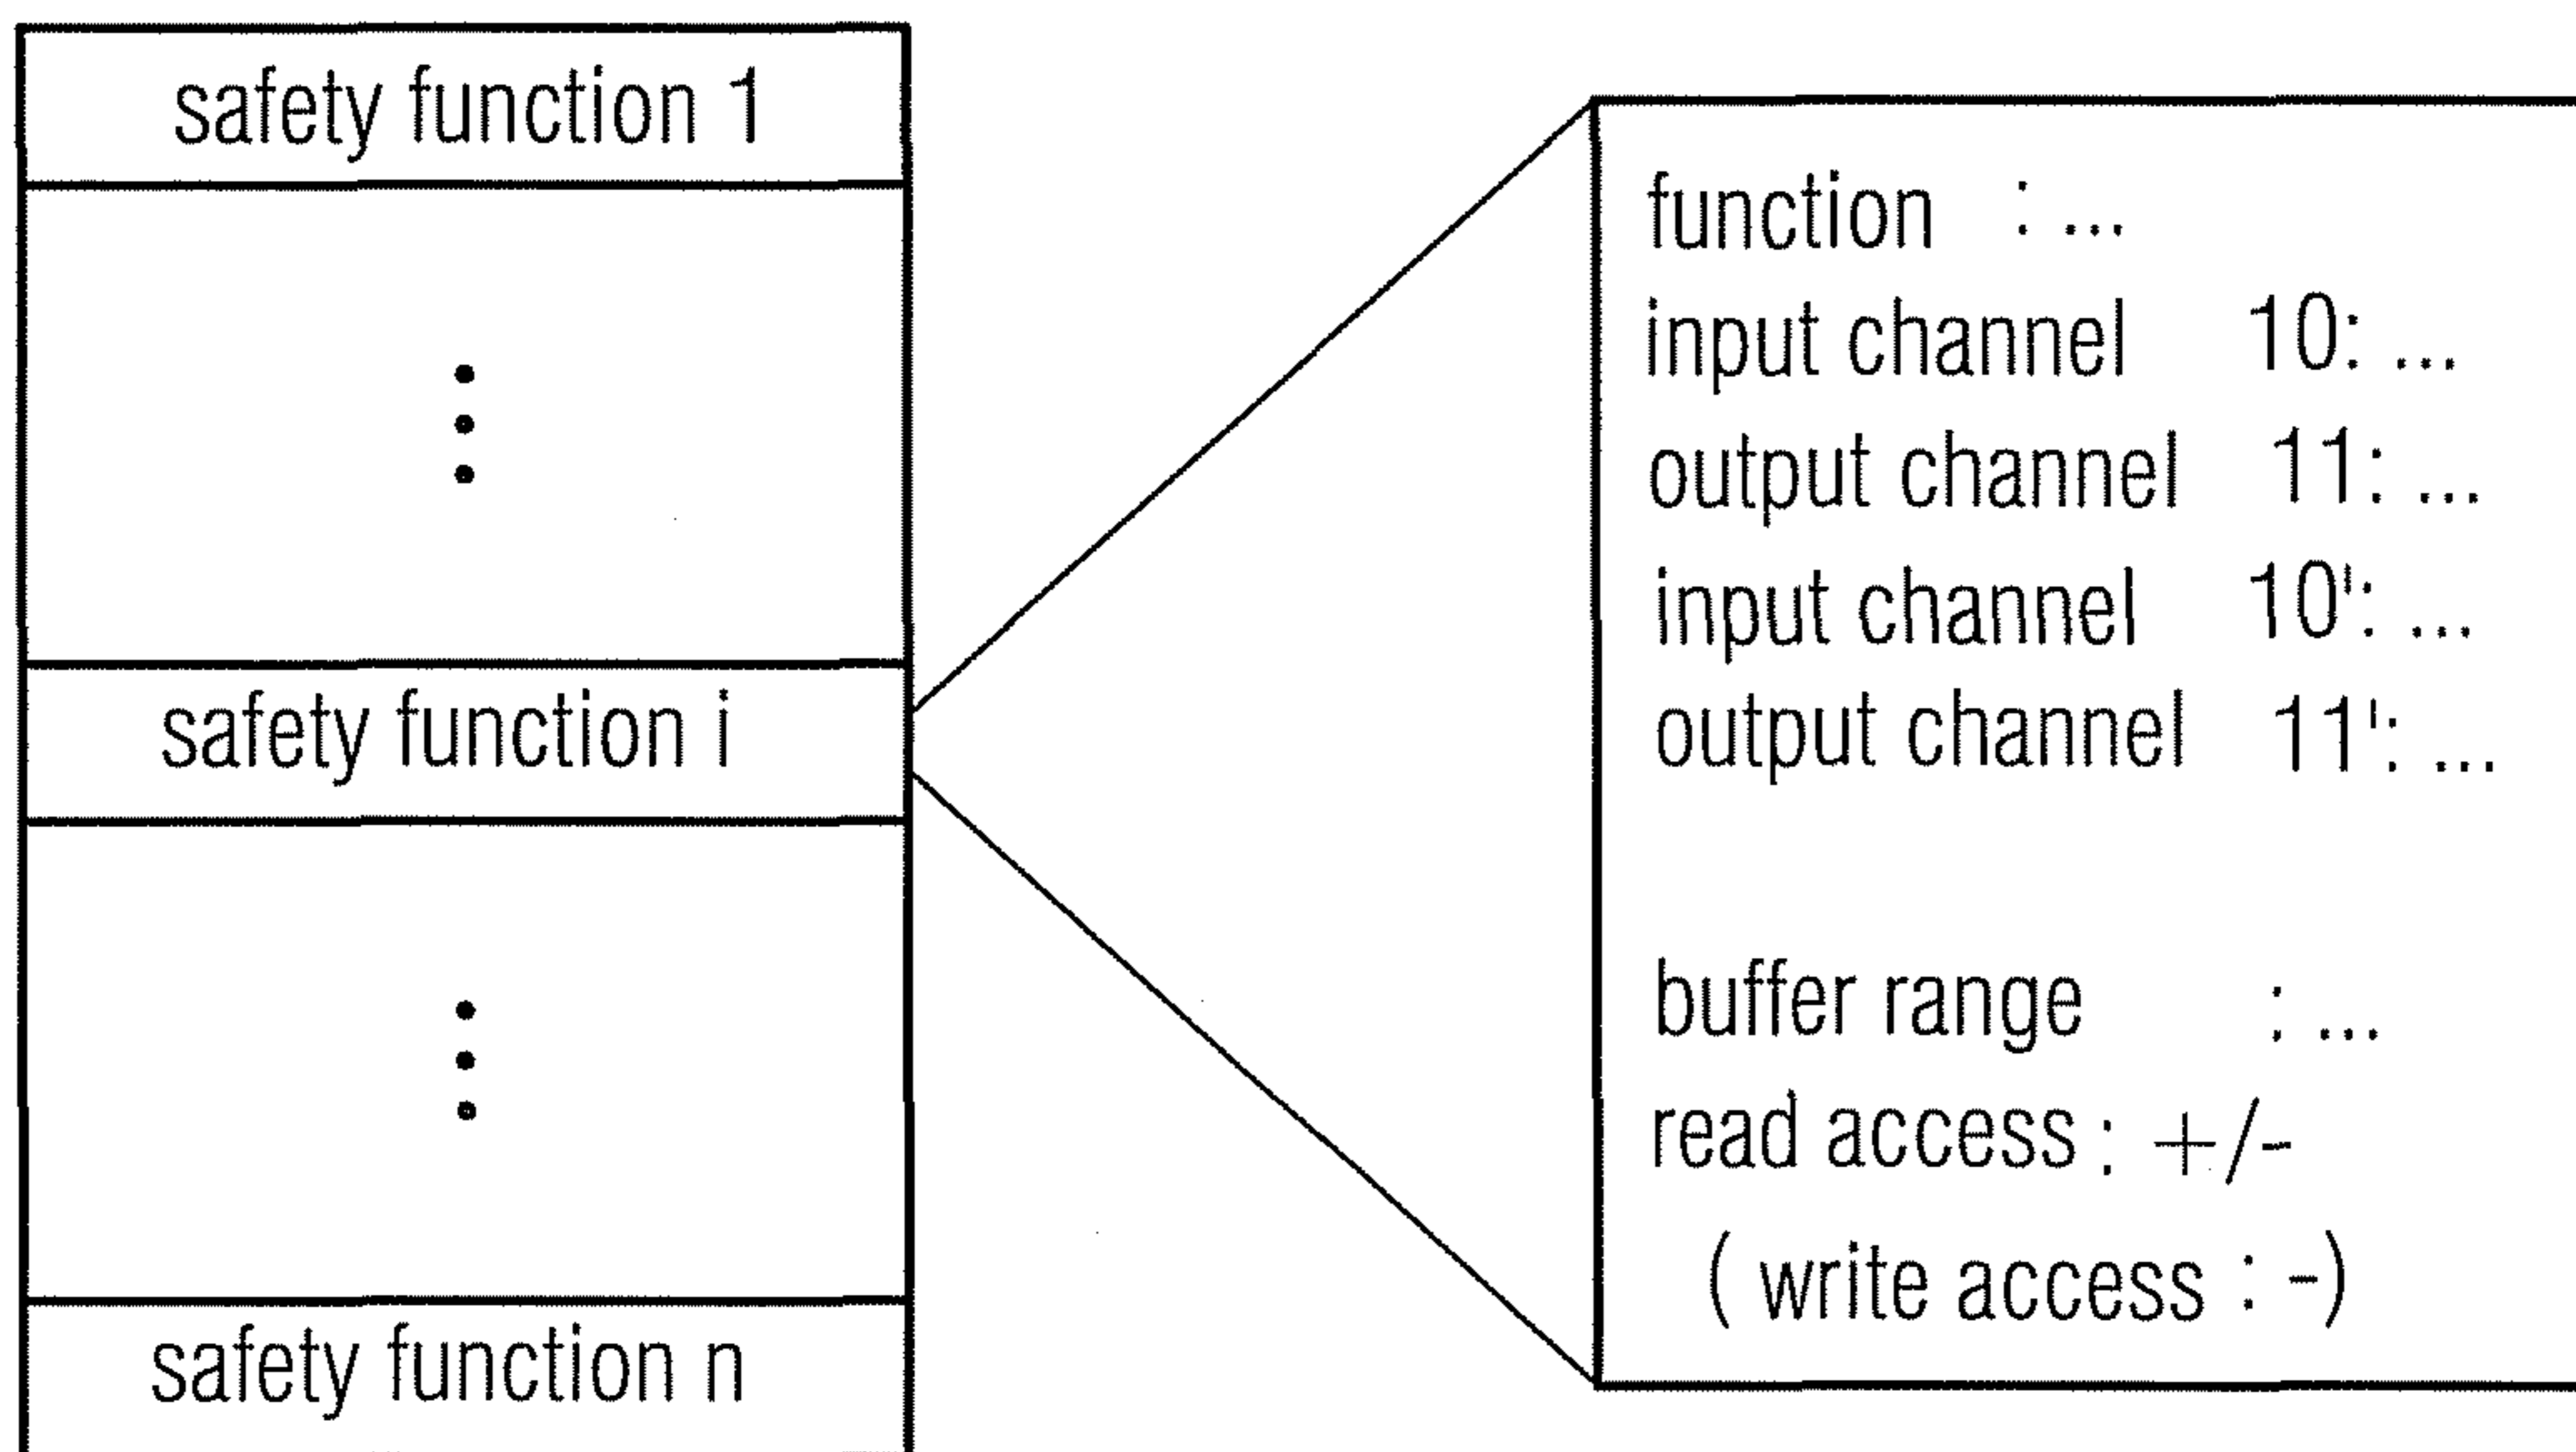 safety function 1
safety function i
safety function n
function : ...
input channel 10: ...
output channel 11: ...
input channel 10': ...
output channel 11': ...
buffer range : ...
read access : +/-
( write access : -)